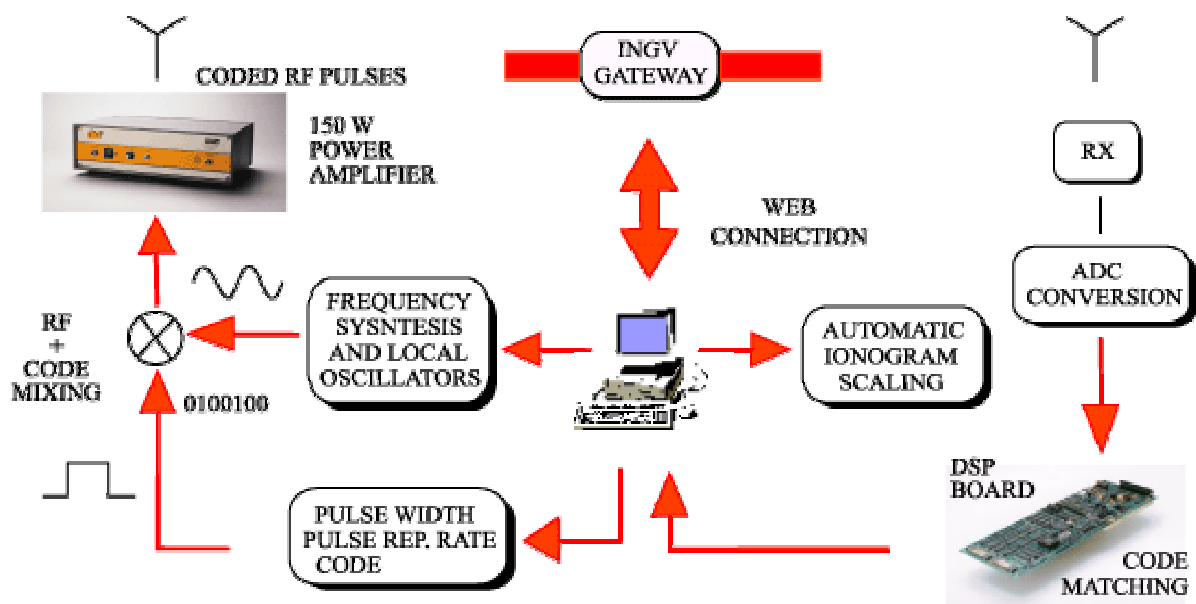 INGV
GATEWAY
CODED RF PULSES
150 W
POWER
AMPLIFIER
RX
WEB
CONNECTION
ADC
CONVERSION
RF
+
CODE
MIXING
FREQUENCY
SYSNTESIS
AND LOCAL
OSCILLATORS
AUTOMATIC
IONOGRAM
SCALING
0100100
PULSE WIDTH
PULSE REP. RATE
CODE
DSP
BOARD
CODE
MATCHING